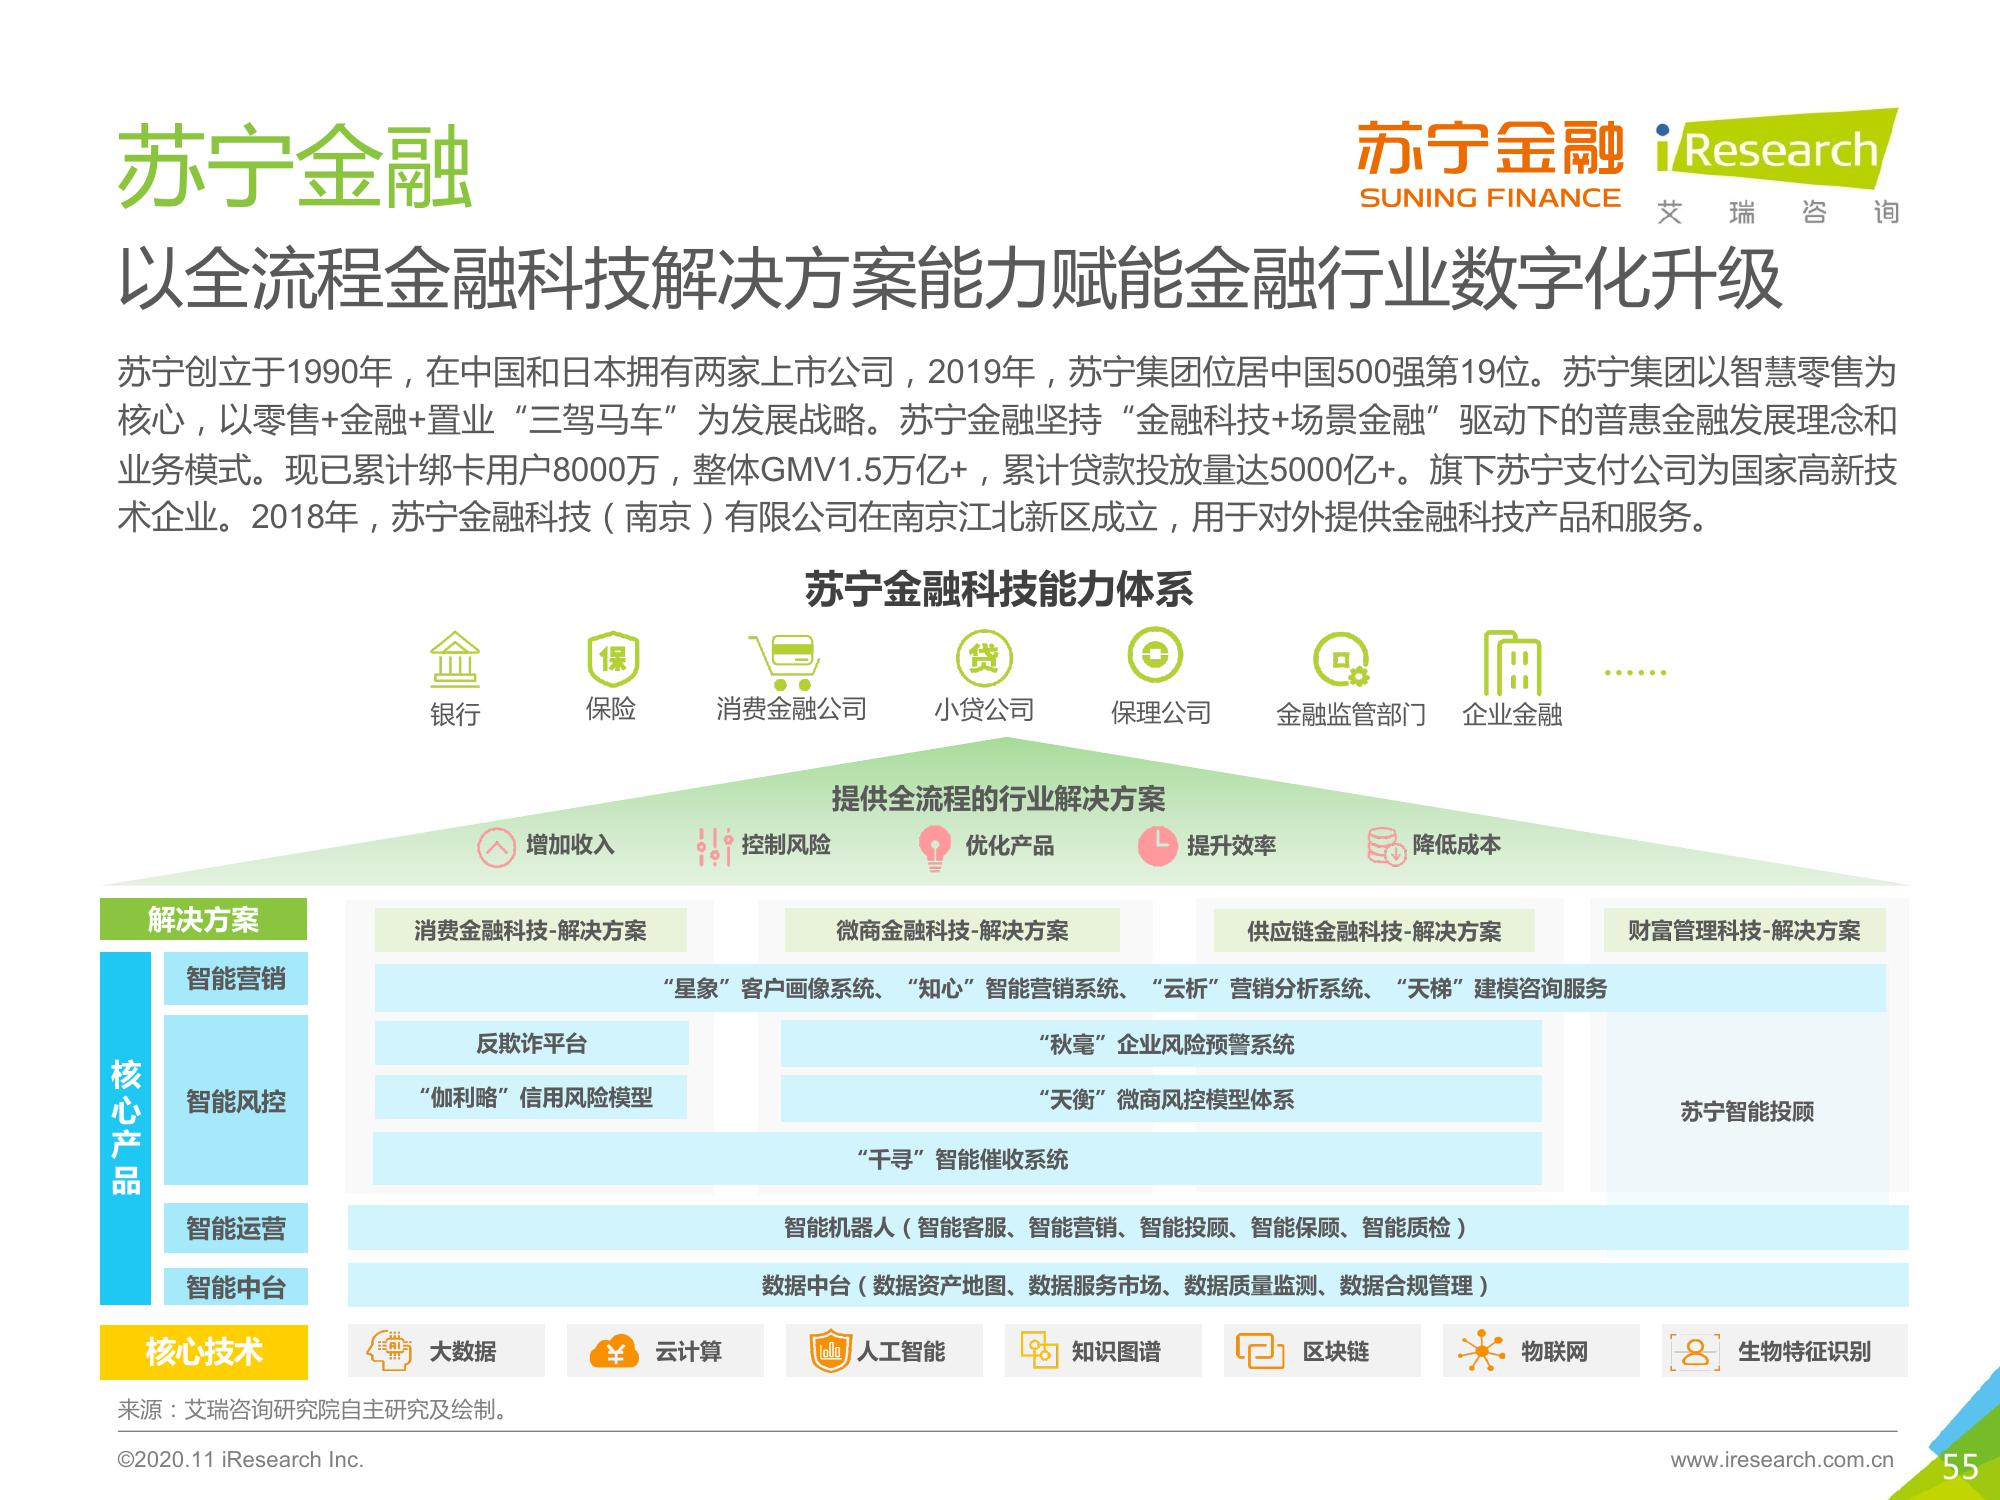 苏宁金融
苏宁金融
SUNING FINANCE
iResearch
艾瑞咨询
以全流程金融科技解决方案能力赋能金融行业数字化升级
苏宁创立于1990年，在中国和日本拥有两家上市公司，2019年，苏宁集团位居中国500强第19位。苏宁集团以智慧零售为
核心，以零售+金融+置业“三驾马车”为发展战略。苏宁金融坚持“金融科技+场景金融”驱动下的普惠金融发展理念和
业务模式。现已累计绑卡用户8000万，整体GMV1.5万亿+，累计贷款投放量达5000亿+。旗下苏宁支付公司为国家高新技
术企业。2018年，苏宁金融科技（南京）有限公司在南京江北新区成立，用于对外提供金融科技产品和服务。
苏宁金融科技能力体系
保
贷
银行
保险
消费金融公司
小贷公司
保理公司
金融监管部门
企业金融
……
提供全流程的行业解决方案
增加收入
控制风险
优化产品
提升效率
降低成本
解决方案
消费金融科技-解决方案
微商金融科技-解决方案
供应链金融科技-解决方案
财富管理科技-解决方案
核心产品
智能营销
“星象”客户画像系统、“知心”智能营销系统、“云析”营销分析系统、“天梯”建模咨询服务
智能风控
反欺诈平台
“秋毫”企业风险预警系统
“伽利略”信用风险模型
“天衡”微商风控模型体系
苏宁智能投顾
“千寻”智能催收系统
智能运营
智能机器人（智能客服、智能营销、智能投顾、智能保顾、智能质检）
智能中台
数据中台（数据资产地图、数据服务市场、数据质量监测、数据合规管理）
核心技术
AI
大数据
¥
云计算
人工智能
知识图谱
区块链
物联网
生物特征识别
来源：艾瑞咨询研究院自主研究及绘制。
©2020.11 iResearch Inc.
www.iresearch.com.cn
55